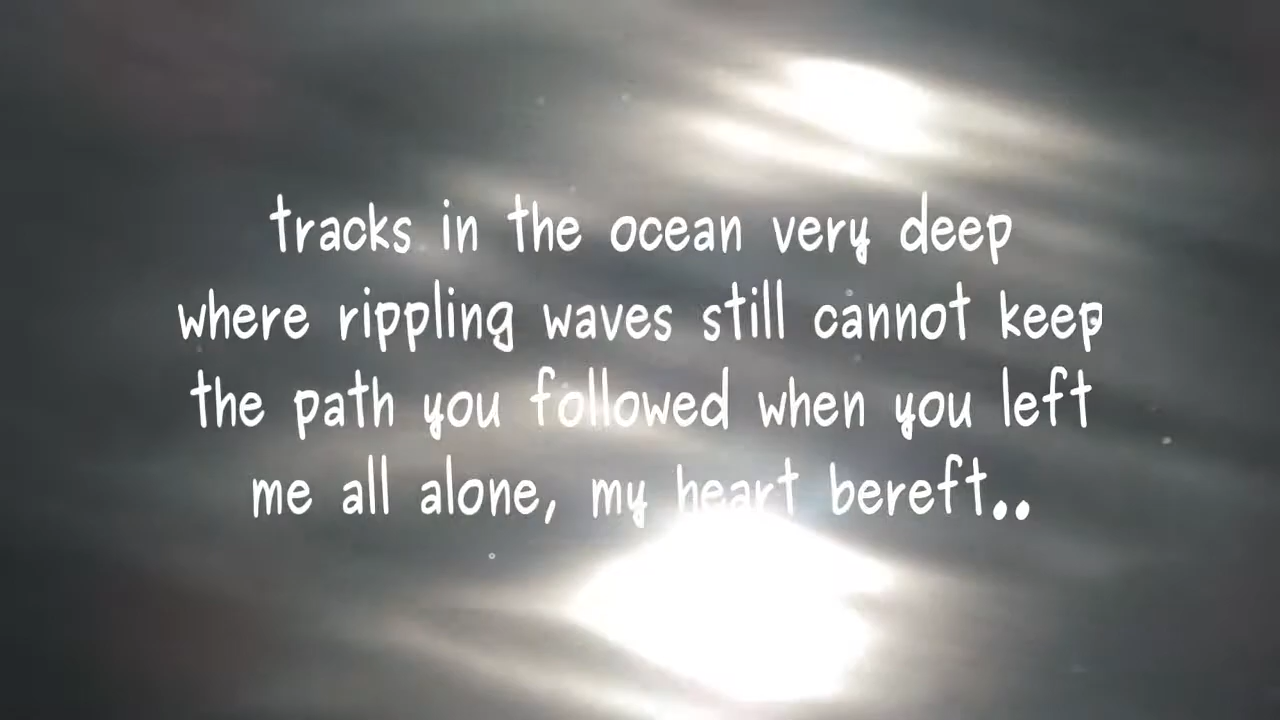 tracks in the ocean very deep
where rippling waves still cannot keep
the path you followed when you left
me all alone, my heart bereft..